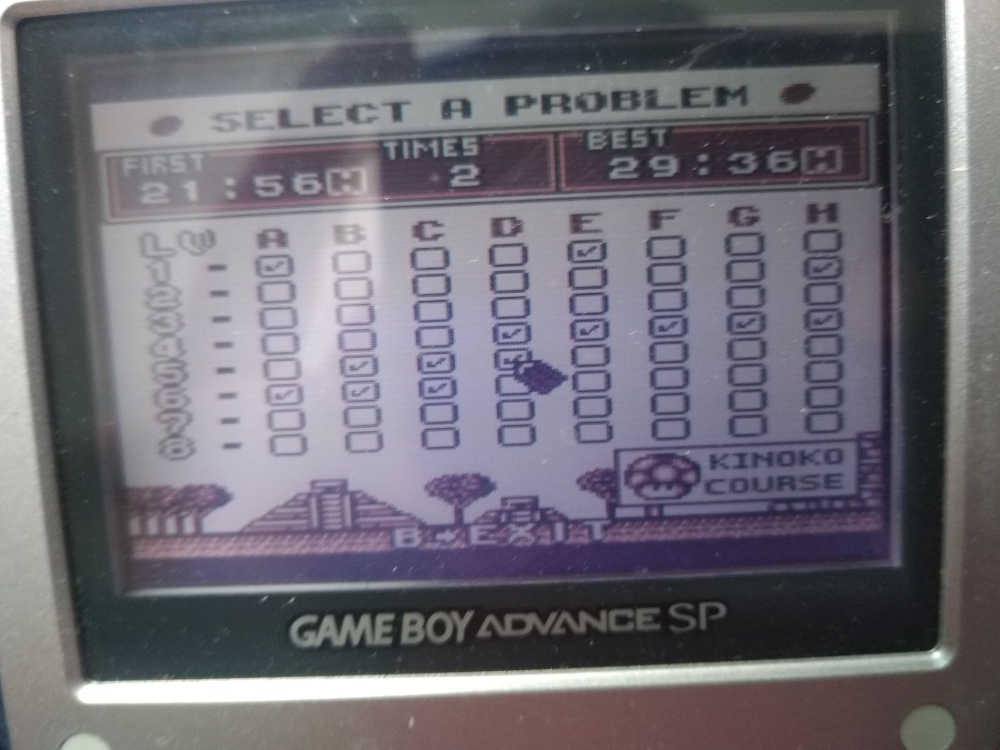 SELECT A PROBLEM
FIRST TIMES BEST
21:56H 2 29:36H
LV A B C D E F G H
1 -
2 -
3 -
4 -
5 -
6 -
7 -
8 -
KINOKO
COURSE
B→EXIT
GAME BOY ADVANCE SP